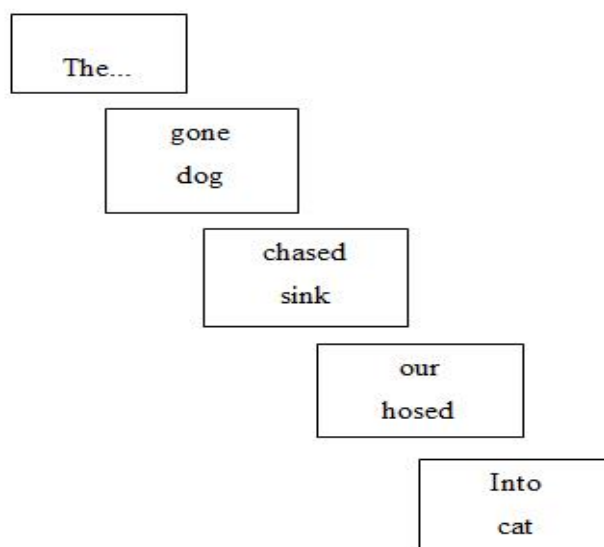 The...
gone
dog
chased
sink
our
hosed
Into
cat